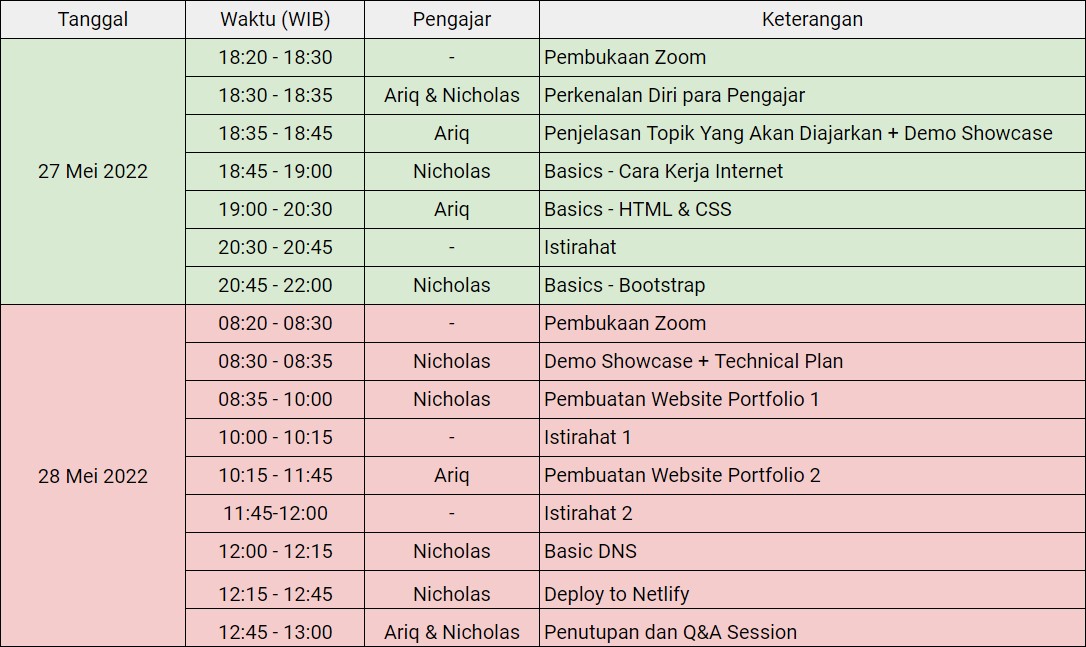 Tanggal Waktu (WIB) Pengajar Keterangan
27 Mei 2022
18:20 - 18:30 - Pembukaan Zoom
18:30 - 18:35 Ariq & Nicholas Perkenalan Diri para Pengajar
18:35 - 18:45 Ariq Penjelasan Topik Yang Akan Diajarkan + Demo Showcase
18:45 - 19:00 Nicholas Basics - Cara Kerja Internet
19:00 - 20:30 Ariq Basics - HTML & CSS
20:30 - 20:45 - Istirahat
20:45 - 22:00 Nicholas Basics - Bootstrap
28 Mei 2022
08:20 - 08:30 - Pembukaan Zoom
08:30 - 08:35 Nicholas Demo Showcase + Technical Plan
08:35 - 10:00 Nicholas Pembuatan Website Portfolio 1
10:00 - 10:15 - Istirahat 1
10:15 - 11:45 Ariq Pembuatan Website Portfolio 2
11:45-12:00 - Istirahat 2
12:00 - 12:15 Nicholas Basic DNS
12:15 - 12:45 Nicholas Deploy to Netlify
12:45 - 13:00 Ariq & Nicholas Penutupan dan Q&A Session